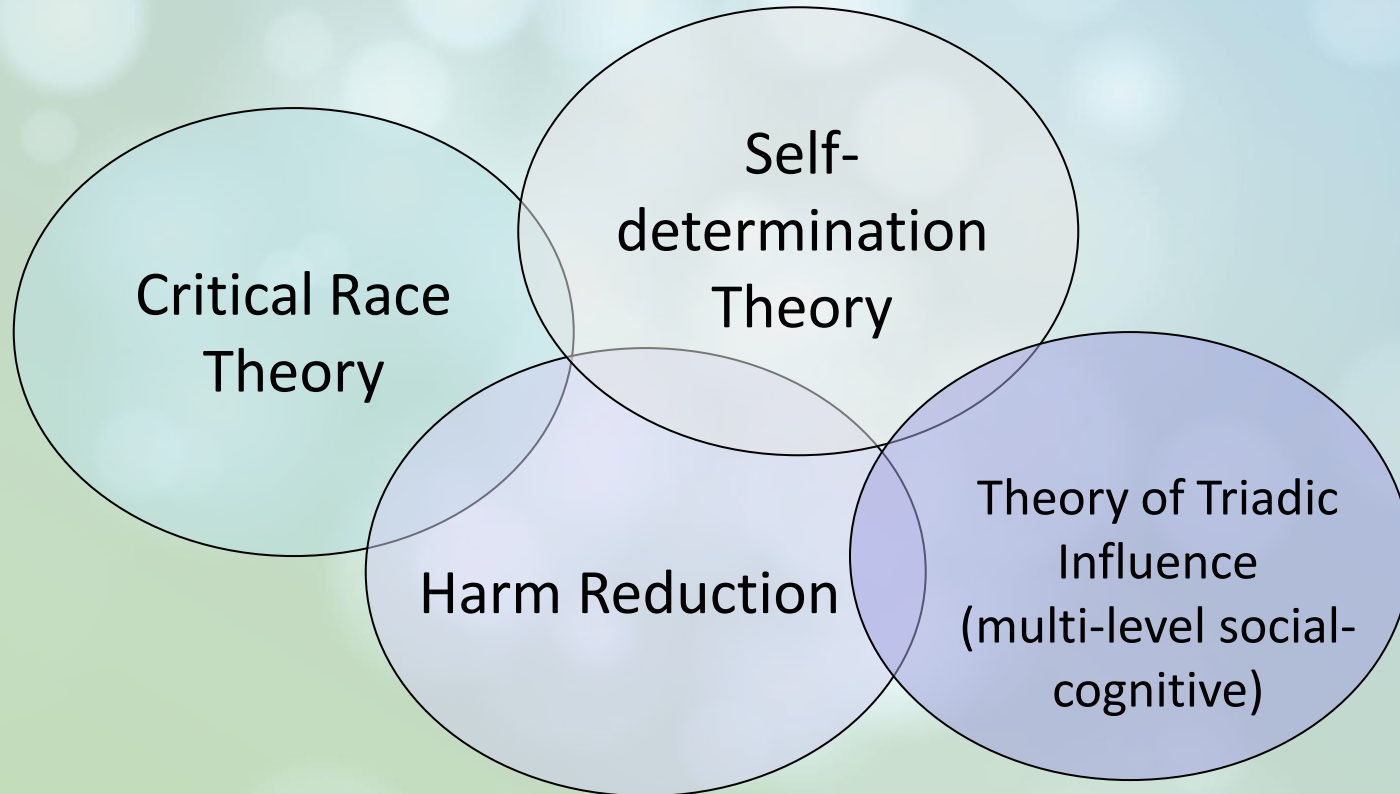 Critical Race
Theory
Self-
determination
Theory
Harm Reduction
Theory of Triadic
Influence
(multi-level social-
cognitive)